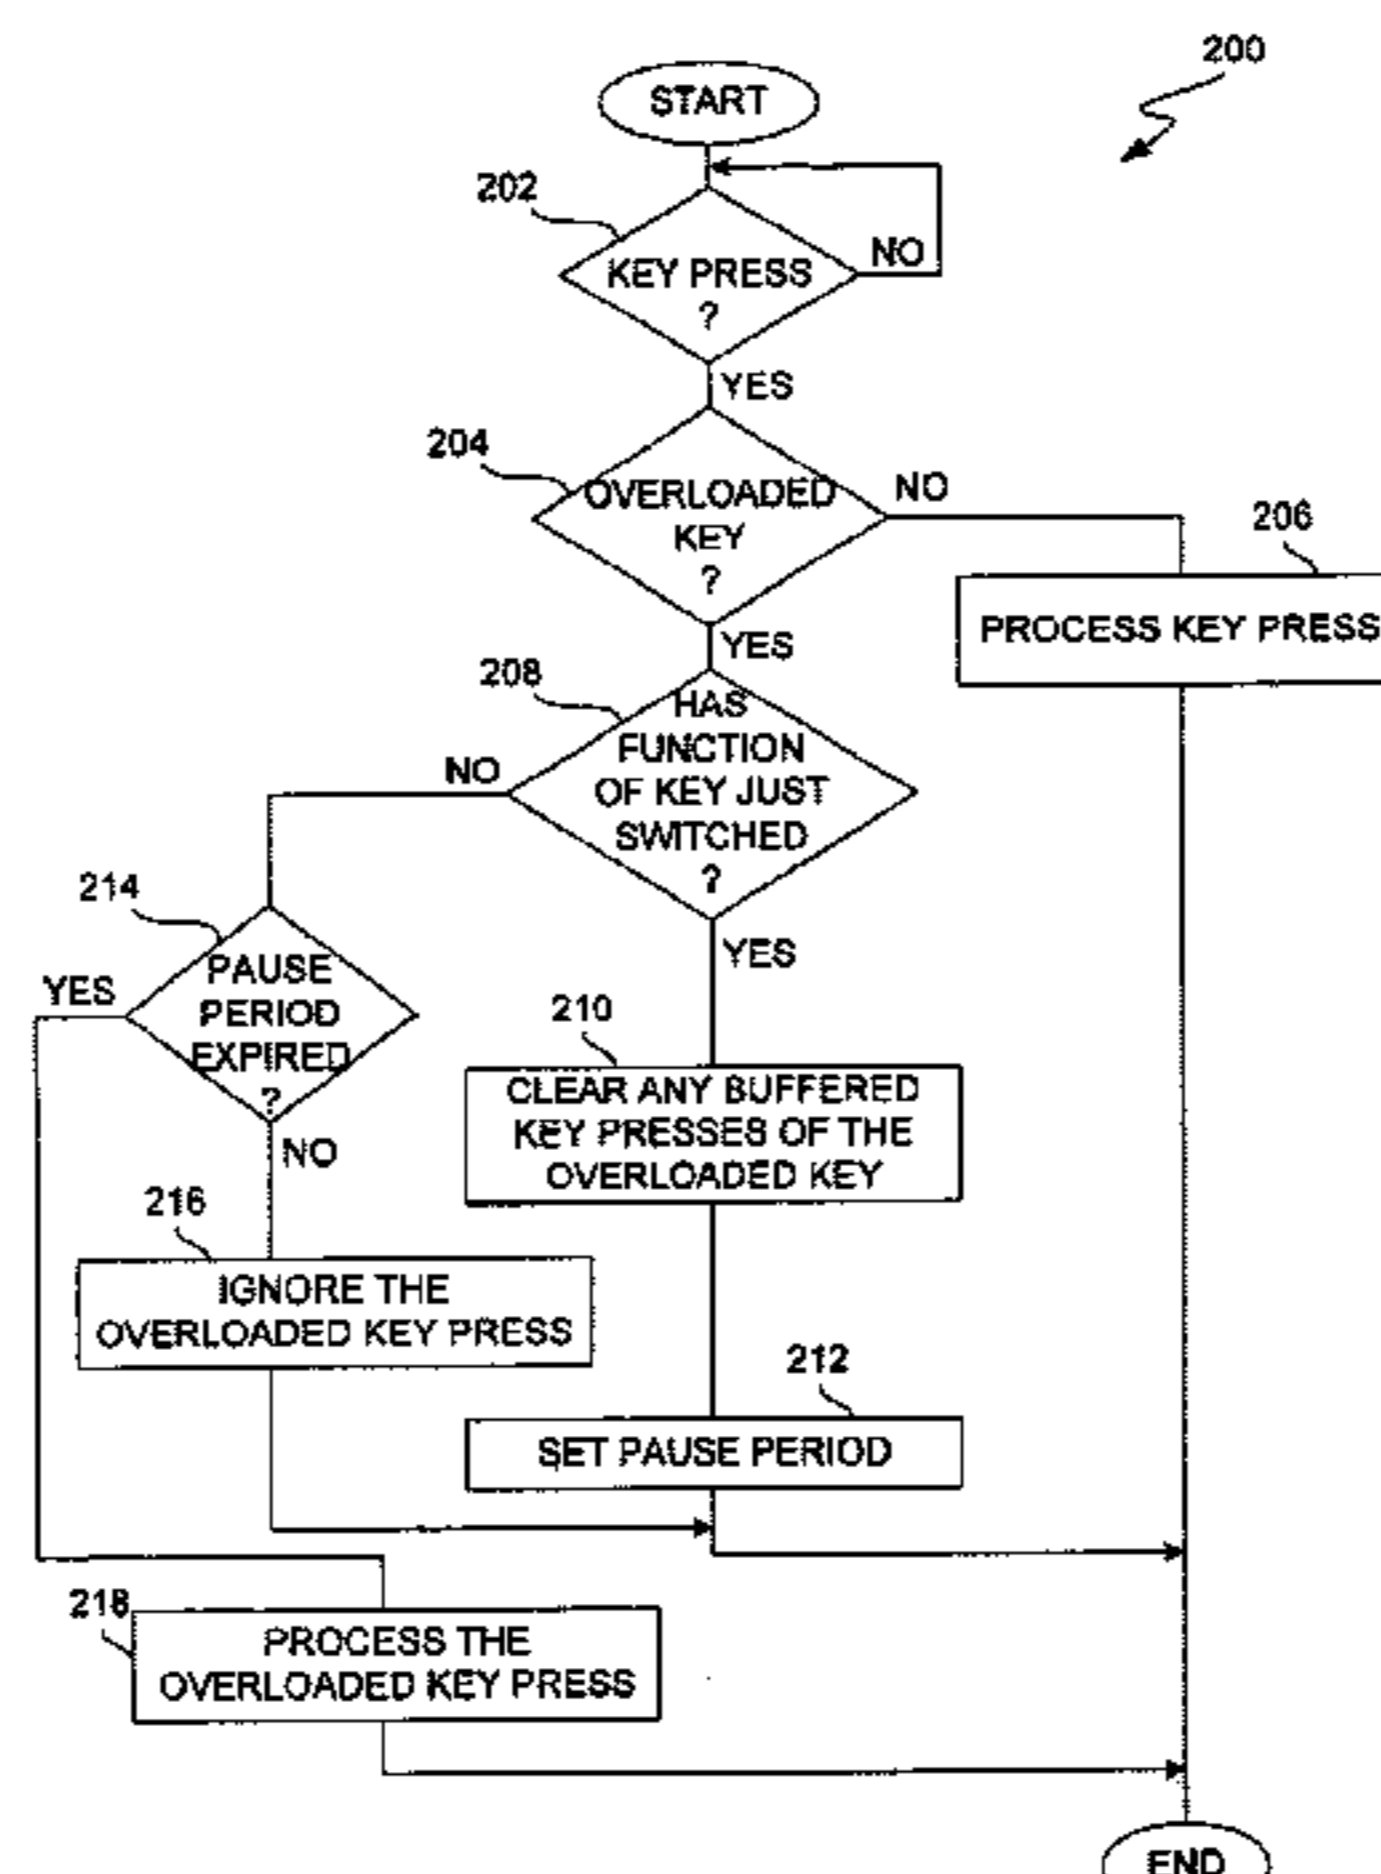 200
START
202
KEY PRESS
?
NO
YES
204
OVERLOADED
KEY
?
NO
206
PROCESS KEY PRESS
YES
208
HAS
FUNCTION
OF KEY JUST
SWITCHED
?
NO
YES
214
PAUSE
PERIOD
EXPIRED
?
YES
NO
210
CLEAR ANY BUFFERED
KEY PRESSES OF THE
OVERLOADED KEY
216
IGNORE THE
OVERLOADED KEY PRESS
212
SET PAUSE PERIOD
218
PROCESS THE
OVERLOADED KEY PRESS
END